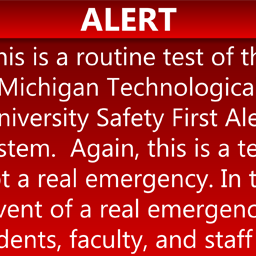 ALERT
his is a routine test of th
Michigan Technologica
niversity Safety First Ale
stem.  Again, this is a te
t a real emergency. In t
vent of a real emergenc
dents, faculty, and staff